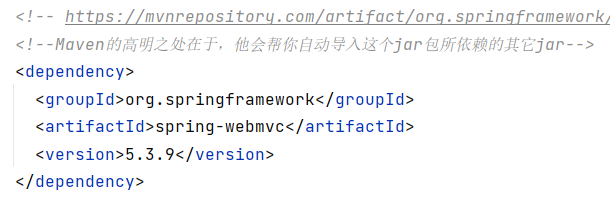 <!-- https://mvnrepository.com/artifact/org.springframework/
<!--Maven的高明之处在于，他会帮你自动导入这个jar包所依赖的其它jar-->
<dependency>
<groupId>org.springframework</groupId>
<artifactId>spring-webmvc</artifactId>
<version>5.3.9</version>
</dependency>